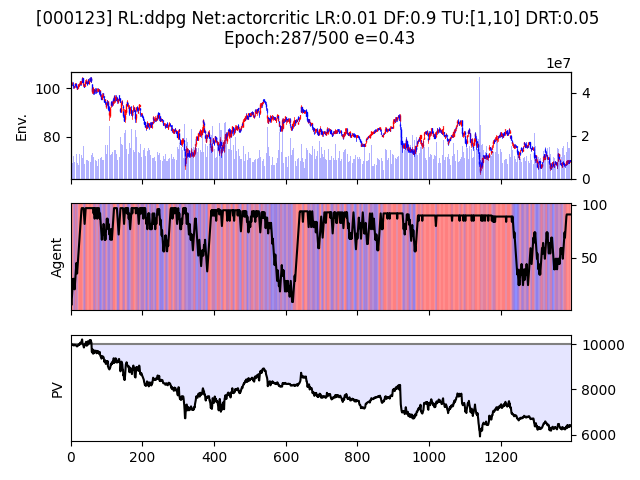 [000123] RL:ddpg Net:actorcritic LR:0.01 DF:0.9 TU:[1,10] DRT:0.05
Epoch:287/500 e=0.43
1e7
100
80
Env.
4
2
0
Agent
100
50
PV
10000
8000
6000
0 200 400 600 800 1000 1200